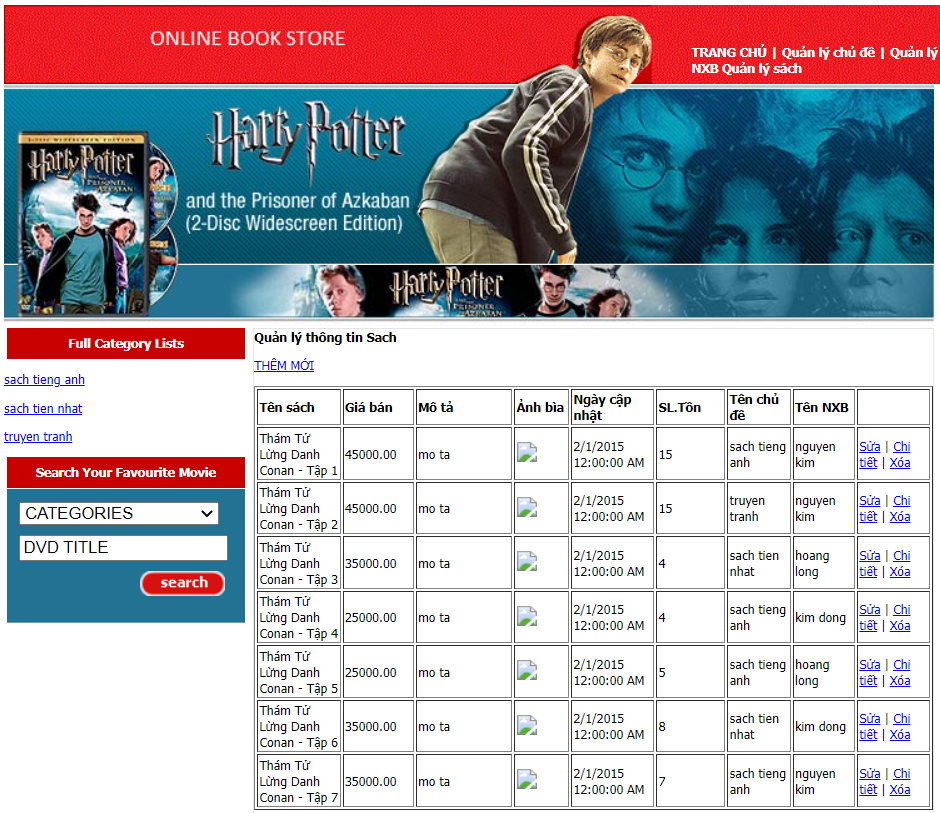 ONLINE BOOK STORE
TRANG CHỦ | Quản lý chủ đề | Quản lý
NXB Quản lý sách
Harry Potter
and the Prisoner of Azkaban
(2-Disc Widescreen Edition)
2-DISC WIDESCREEN EDITION
Harry Potter
AND THE PRISONER OF
AZKABAN
Harry Potter
AND THE PRISONER OF
AZKABAN
Full Category Lists
sach tieng anh
sach tien nhat
truyen tranh
Search Your Favourite Movie
CATEGORIES
DVD TITLE
search
Quản lý thông tin Sach
THÊM MỚI
Tên sách Giá bán Mô tả Ảnh bìa Ngày cập SL.Tồn Tên chủ Tên NXB
nhật đề
Thám Tử
Lừng Danh
Conan - Tập 1 45000.00 mo ta 2/1/2015 12:00:00 AM 15 sach tieng anh nguyen kim Sửa | Chi tiết | Xóa
Thám Tử
Lừng Danh
Conan - Tập 2 45000.00 mo ta 2/1/2015 12:00:00 AM 15 truyen tranh nguyen kim Sửa | Chi tiết | Xóa
Thám Tử
Lừng Danh
Conan - Tập 3 35000.00 mo ta 2/1/2015 12:00:00 AM 4 sach tien nhat hoang long Sửa | Chi tiết | Xóa
Thám Tử
Lừng Danh
Conan - Tập 4 25000.00 mo ta 2/1/2015 12:00:00 AM 4 sach tieng anh kim dong Sửa | Chi tiết | Xóa
Thám Tử
Lừng Danh
Conan - Tập 5 25000.00 mo ta 2/1/2015 12:00:00 AM 5 sach tieng anh hoang long Sửa | Chi tiết | Xóa
Thám Tử
Lừng Danh
Conan - Tập 6 35000.00 mo ta 2/1/2015 12:00:00 AM 8 sach tien nhat kim dong Sửa | Chi tiết | Xóa
Thám Tử
Lừng Danh
Conan - Tập 7 35000.00 mo ta 2/1/2015 12:00:00 AM 7 sach tieng anh nguyen kim Sửa | Chi tiết | Xóa